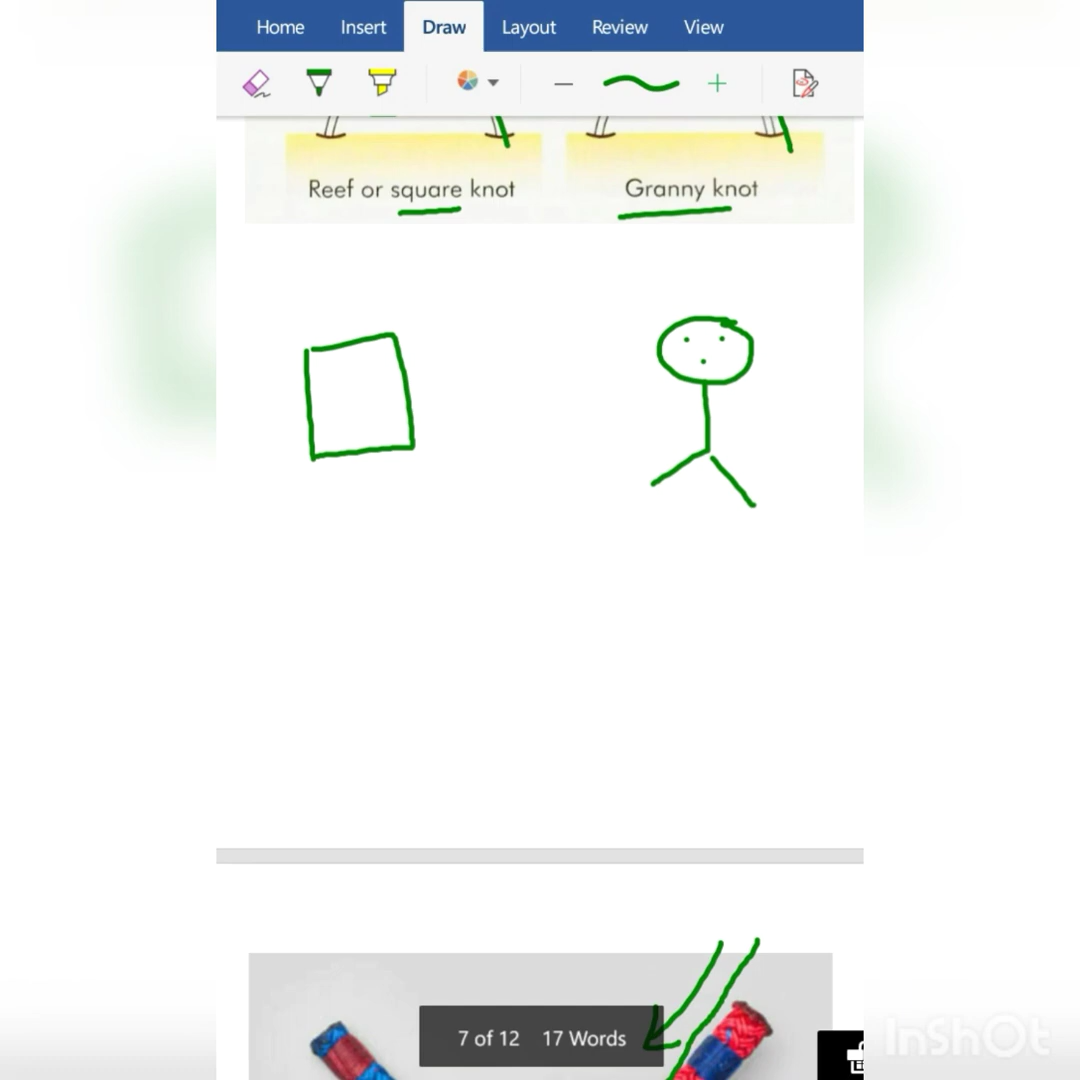 Home Insert Draw Layout Review View
Reef or square knot Granny knot
7 of 12 17 Words
InShOt